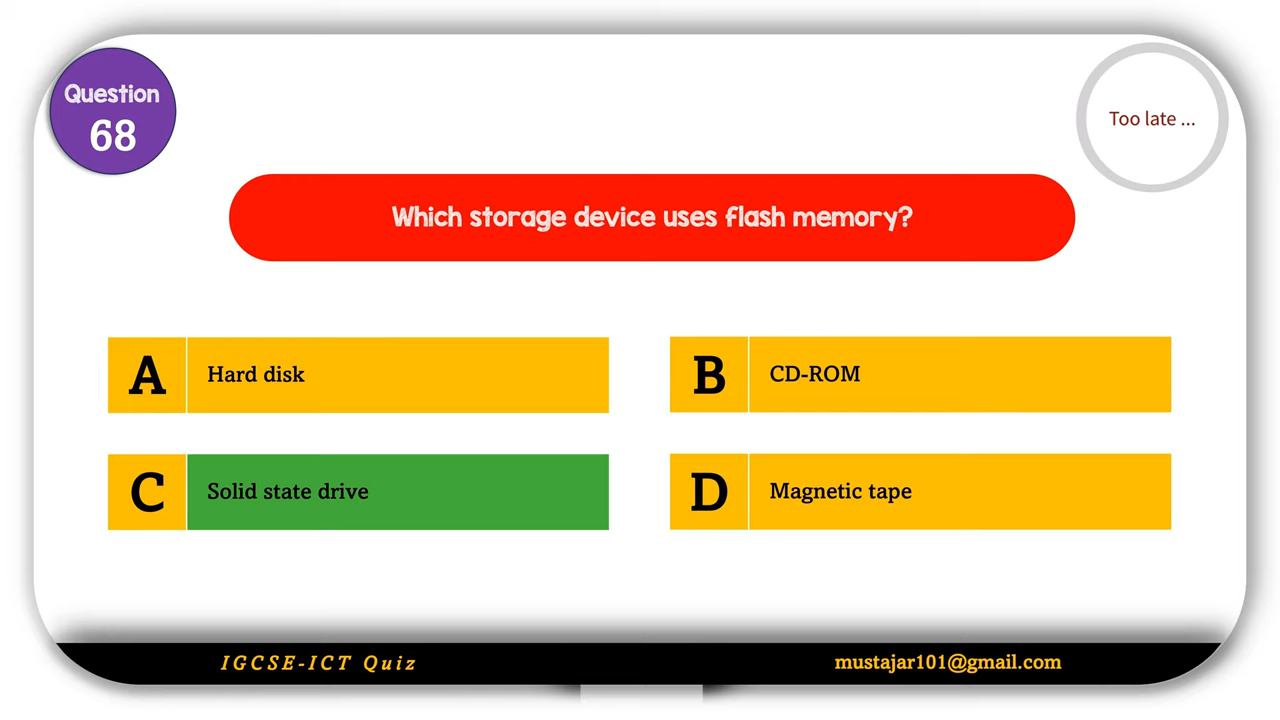 Question
68
Too late ...
Which storage device uses flash memory?
A Hard disk
B CD-ROM
C Solid state drive
D Magnetic tape
IGCSE-ICT Quiz
mustajar101@gmail.com